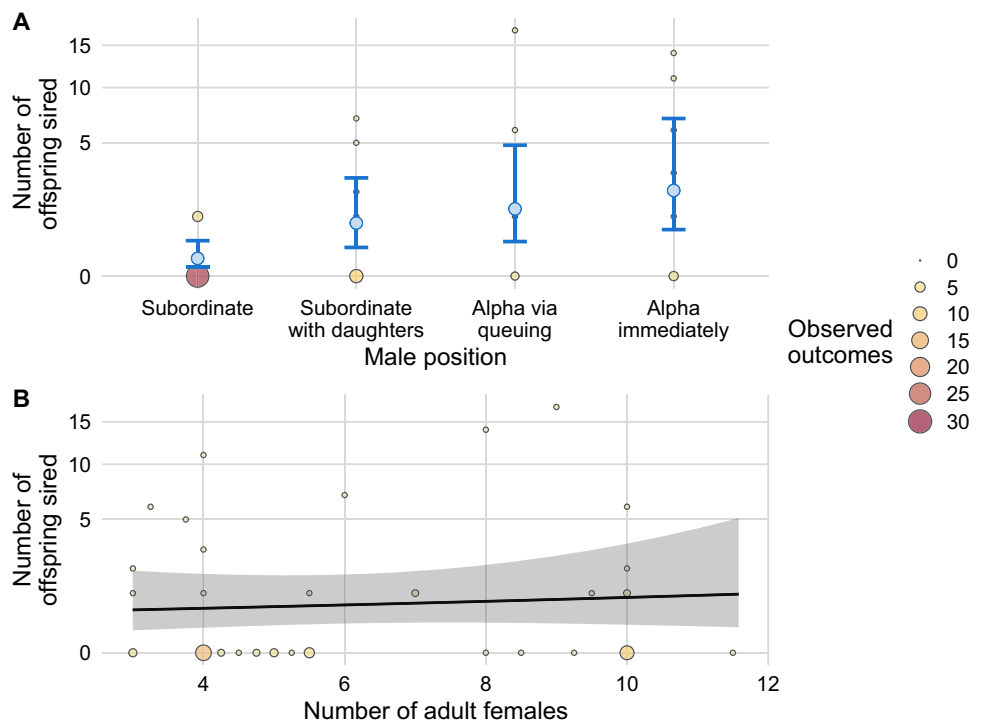 A
Number of
offspring sired
15
10
5
0
Subordinate
Subordinate
with daughters
Alpha via
queuing
Alpha
immediately
Male position
Observed
outcomes
0
5
10
15
20
25
30
B
Number of
offspring sired
15
10
5
0
4
6
8
10
12
Number of adult females